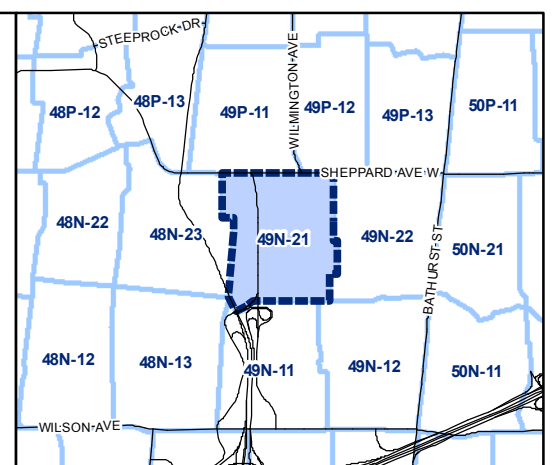 STEEPROCK DR
WILMINGTON AVE
48P-12
48P-13
49P-11
49P-12
49P-13
50P-11
SHEPPARD AVE W
48N-22
48N-23
49N-21
49N-22
50N-21
BATHURST ST
48N-12
48N-13
49N-11
49N-12
50N-11
WILSON AVE